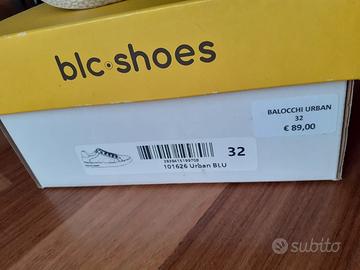 blc•shoes
BALOCCHI URBAN
32
€ 89,00
32
101626 Urban BLU
subito